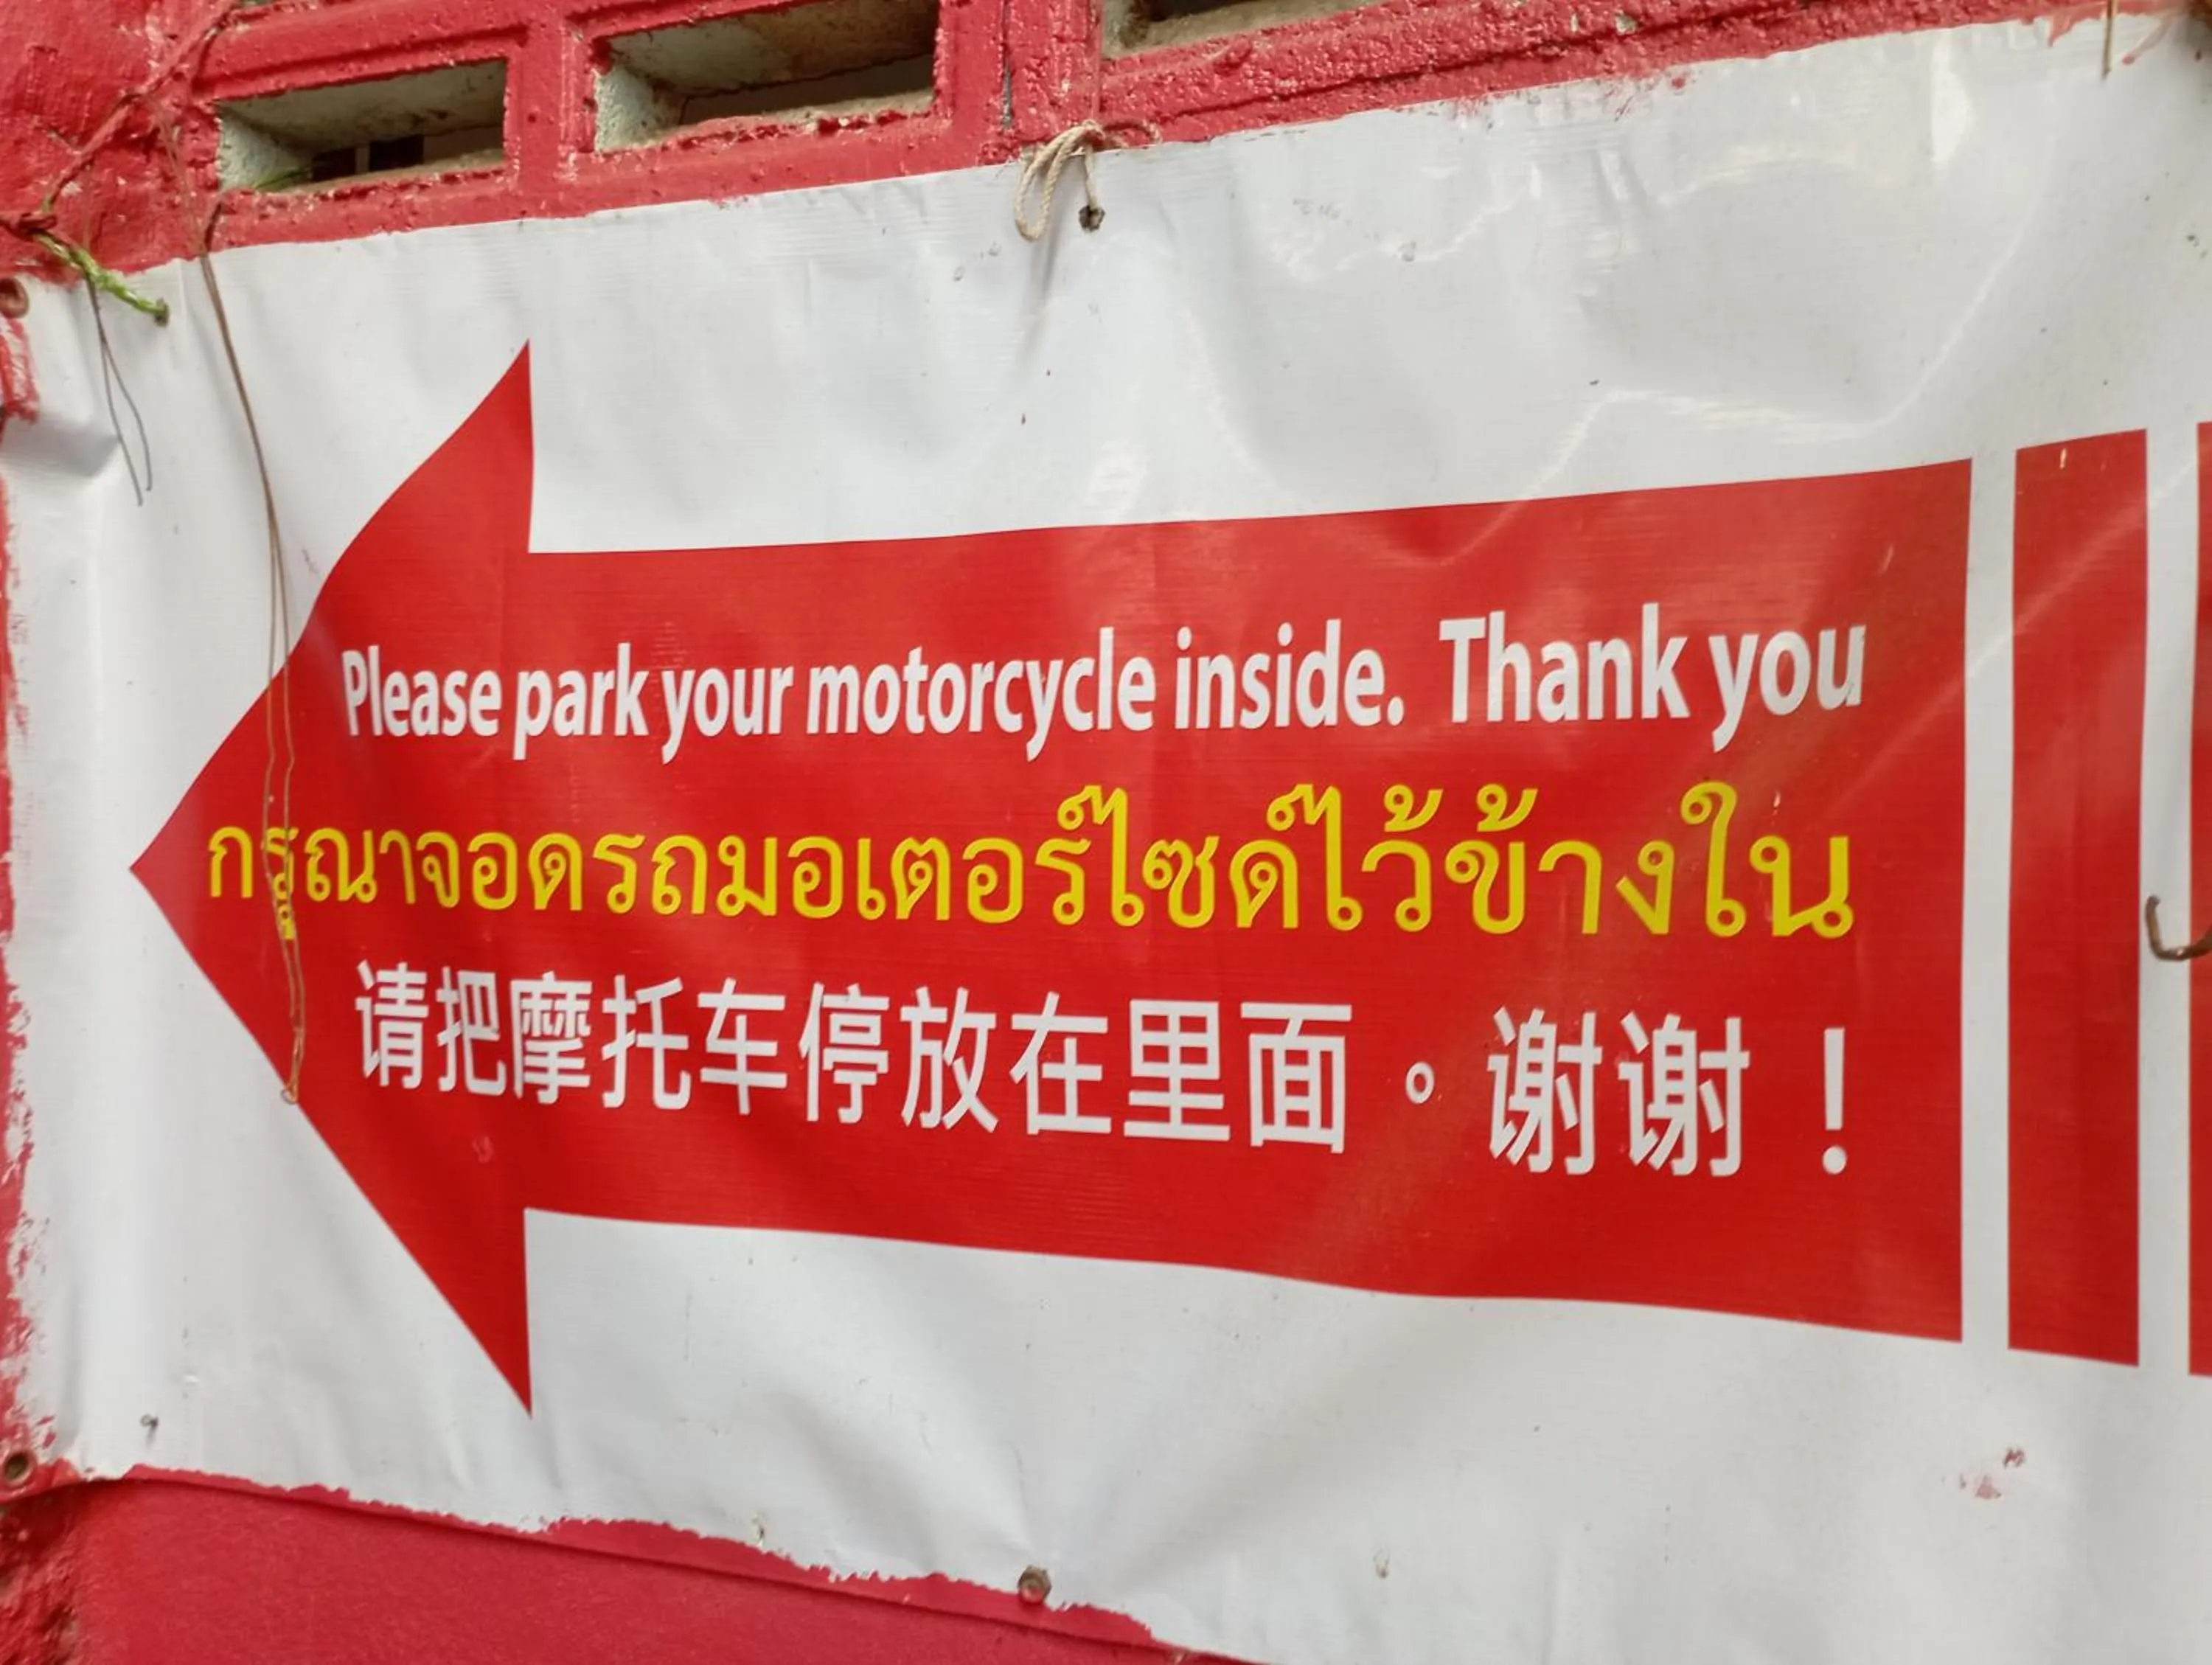 Please park your motorcycle inside. Thank you
กรุณาจอดรถมอเตอร์ไซด์ไว้ข้างใน
请把摩托车停放在里面。谢谢！